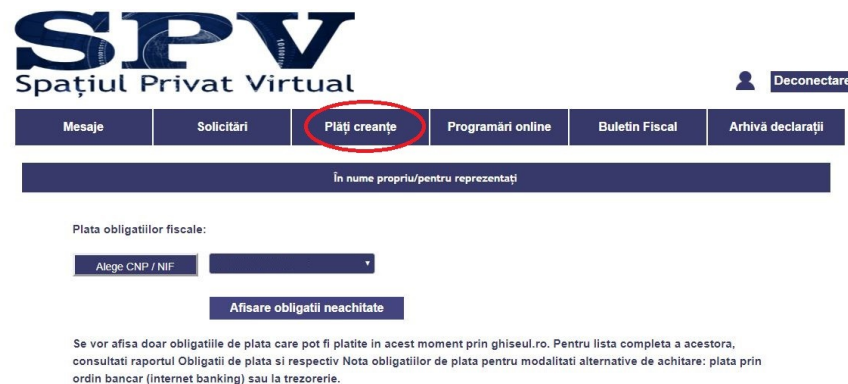 SPV
Spațiul Privat Virtual
Deconectare
Mesaje Solicitări Plăți creanțe Programări online Buletin Fiscal Arhivă declarații
În nume propriu/pentru reprezentați
Plata obligatiilor fiscale:
Alege CNP / NIF
Afisare obligatii neachitate
Se vor afisa doar obligatiile de plata care pot fi platite in acest moment prin ghiseul.ro. Pentru lista completa a acestora,
consultati raportul Obligatii de plata si respectiv Nota obligatiilor de plata pentru modalitati alternative de achitare: plata prin
ordin bancar (internet banking) sau la trezorerie.